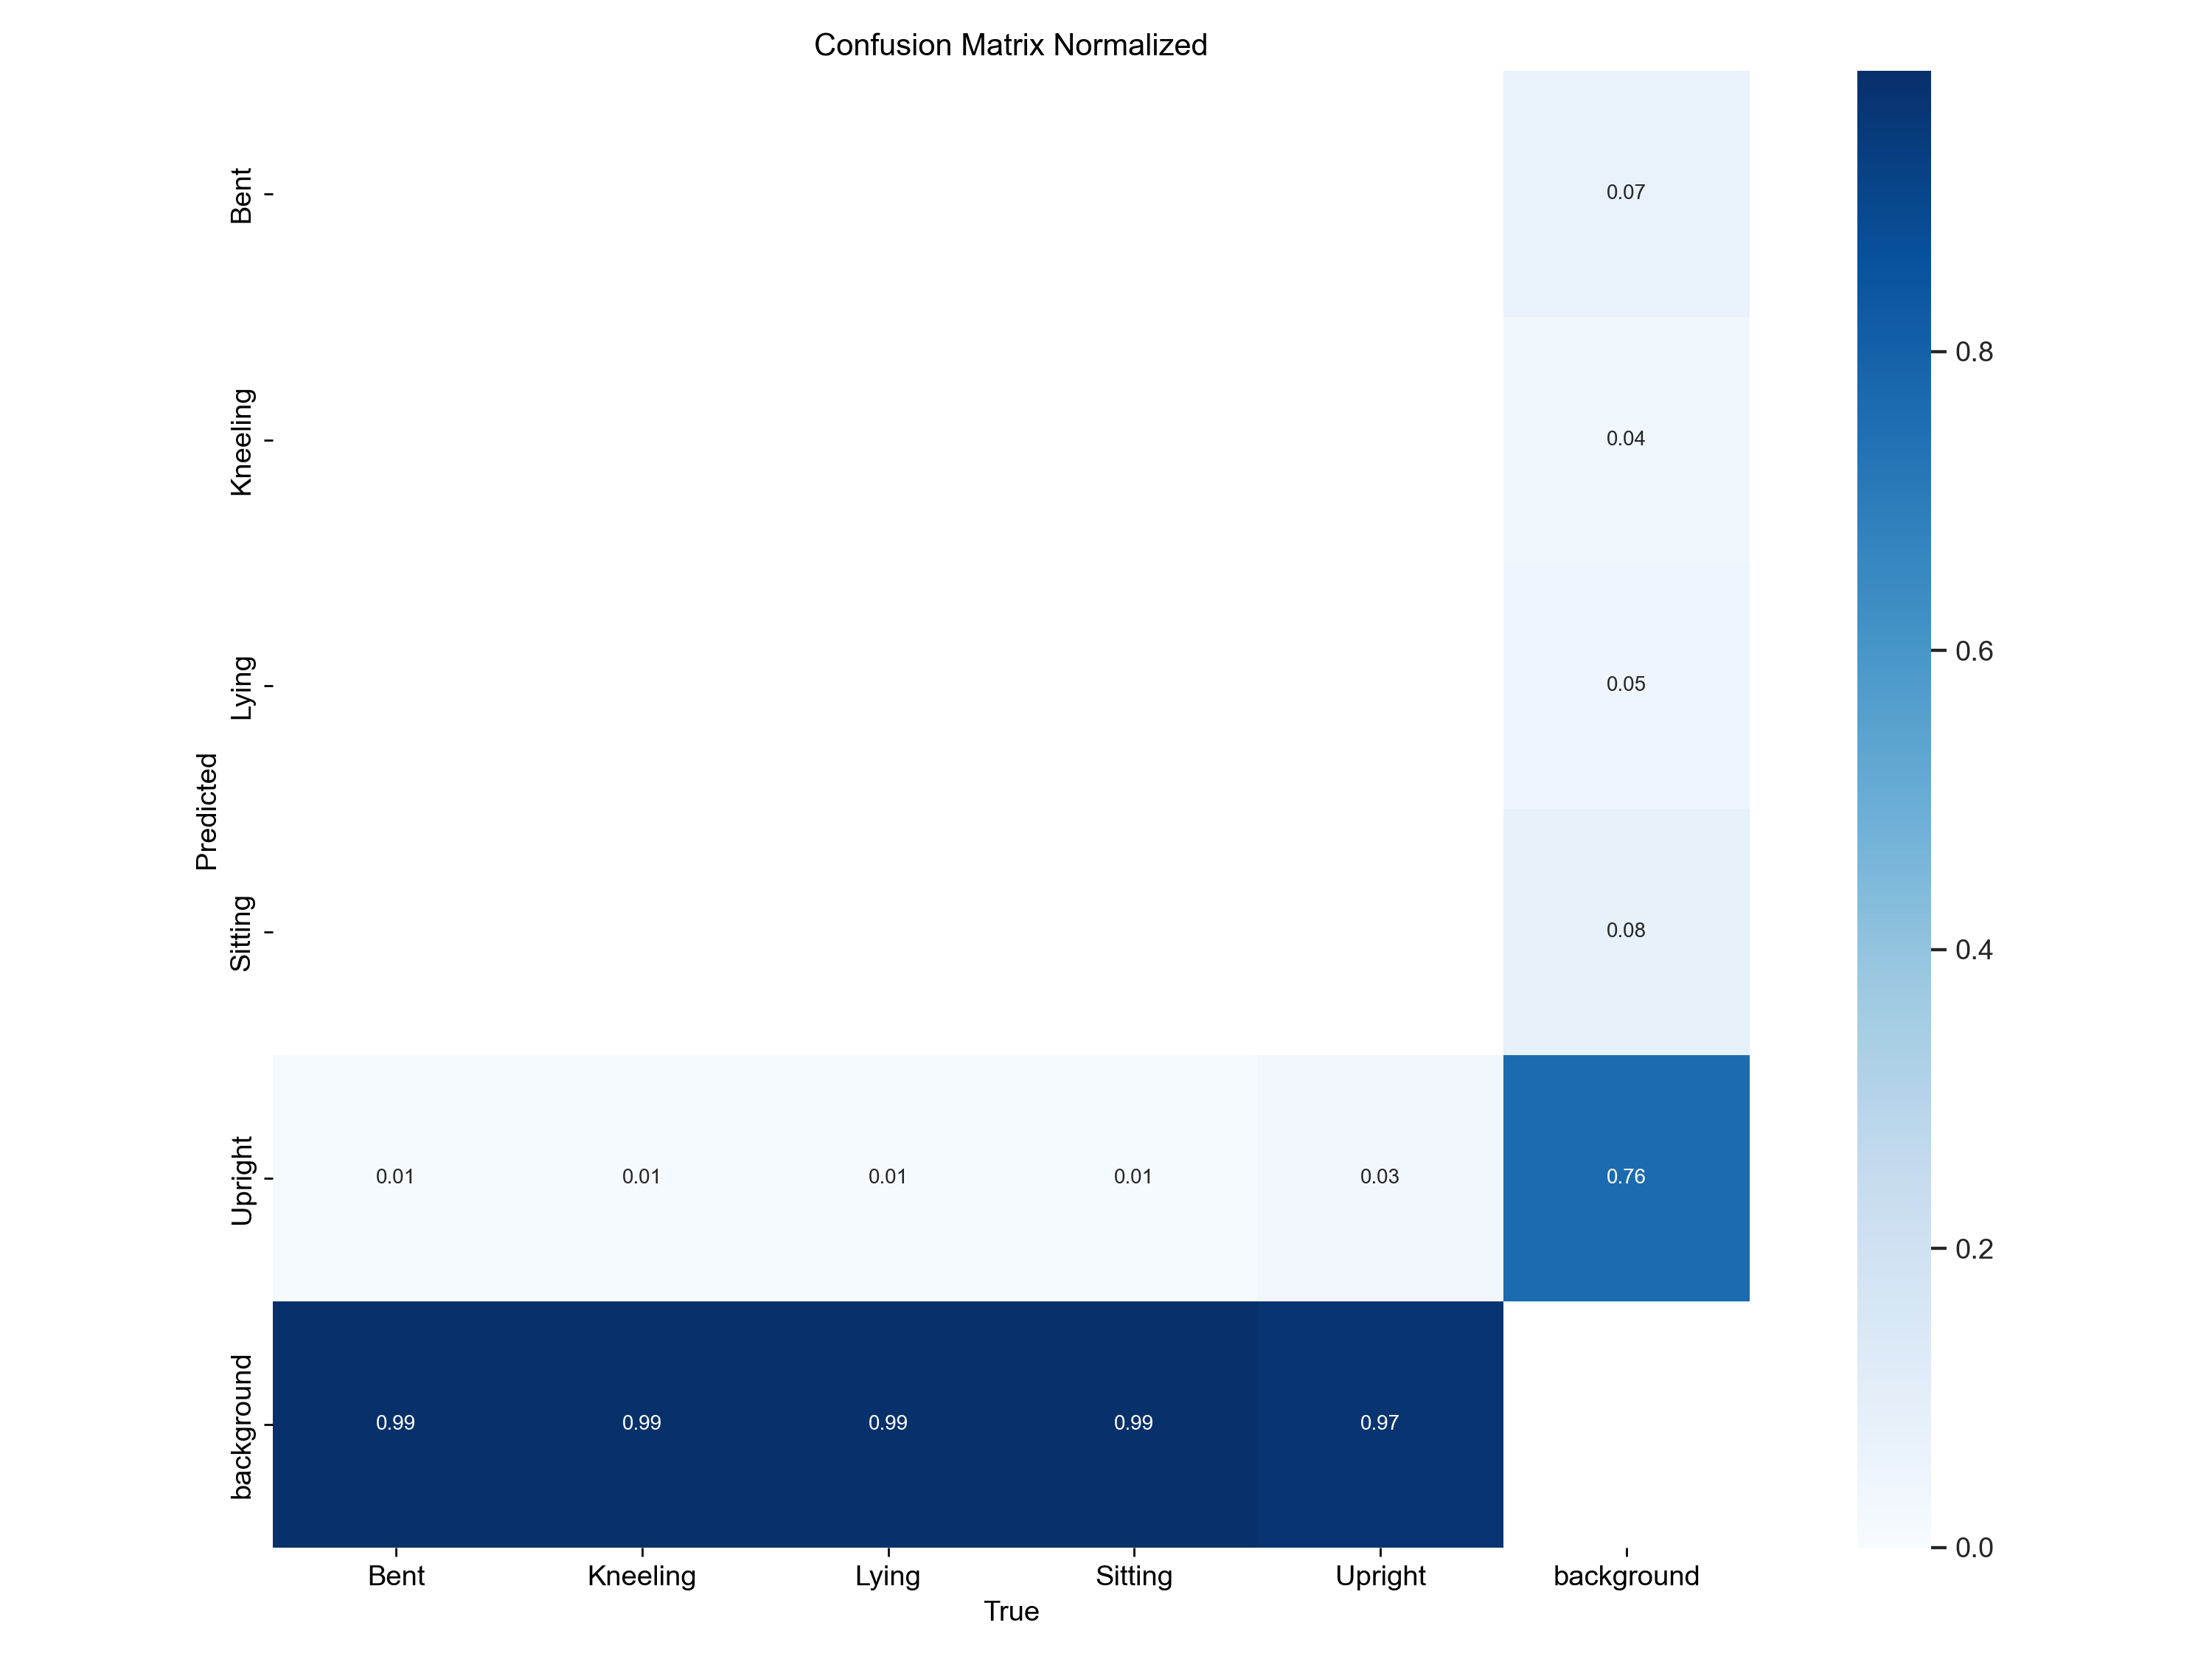 Confusion Matrix Normalized
Bent
0.07
Kneeling
0.04
Lying
0.05
Sitting
0.08
Upright
0.01 0.01 0.01 0.01 0.03 0.76
background
0.99 0.99 0.99 0.99 0.97
Predicted
Bent Kneeling Lying Sitting Upright background
True
0.8
0.6
0.4
0.2
0.0